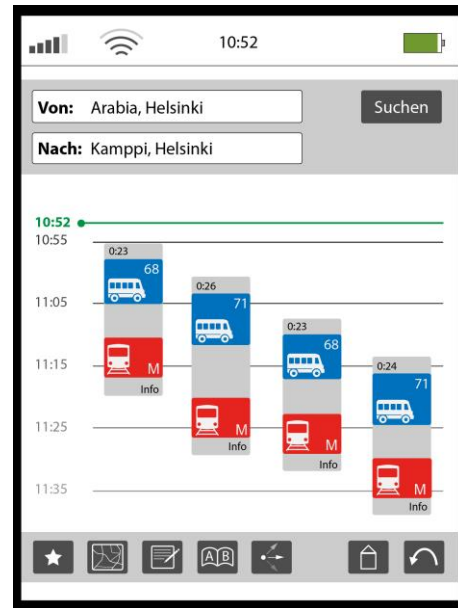 10:52
Von: Arabia, Helsinki
Suchen
Nach: Kamppi, Helsinki
10:52
10:55
0:23
68
0:26
71
11:05
0:23
68
11:15
M
0:24
Info
71
11:25
M
Info
M
Info
11:35
M
Info
A B